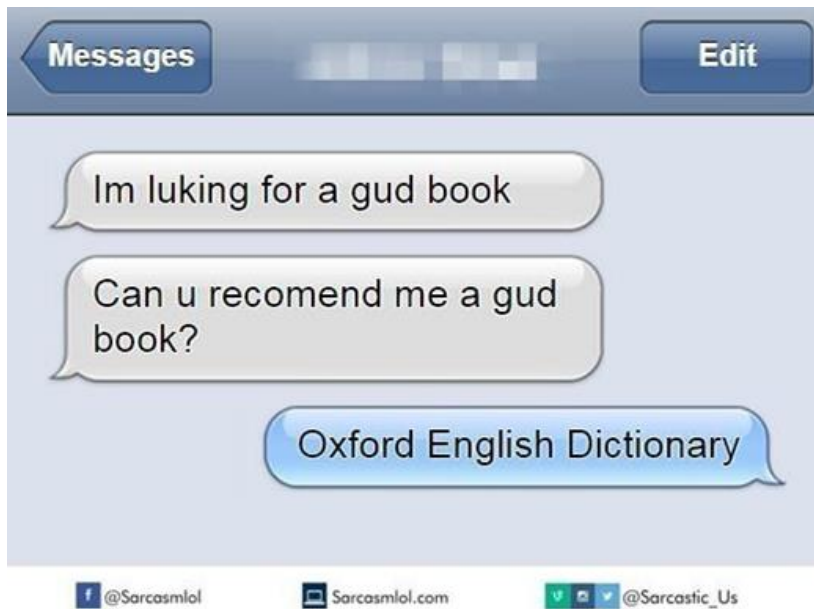 Messages
Edit
Im luking for a gud book
Can u recomend me a gud
book?
Oxford English Dictionary
@Sarcasmlol
Sarcasmlol.com
@Sarcastic_Us